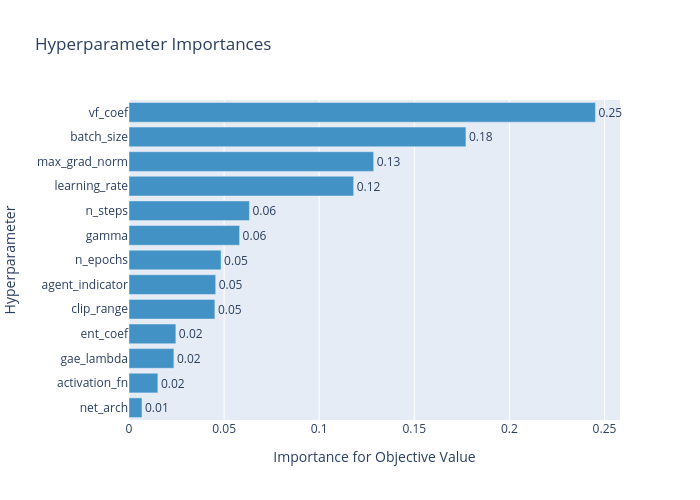 Hyperparameter Importances
Hyperparameter
vf_coef 0.25
batch_size 0.18
max_grad_norm 0.13
learning_rate 0.12
n_steps 0.06
gamma 0.06
n_epochs 0.05
agent_indicator 0.05
clip_range 0.05
ent_coef 0.02
gae_lambda 0.02
activation_fn 0.02
net_arch 0.01
0 0.05 0.1 0.15 0.2 0.25
Importance for Objective Value